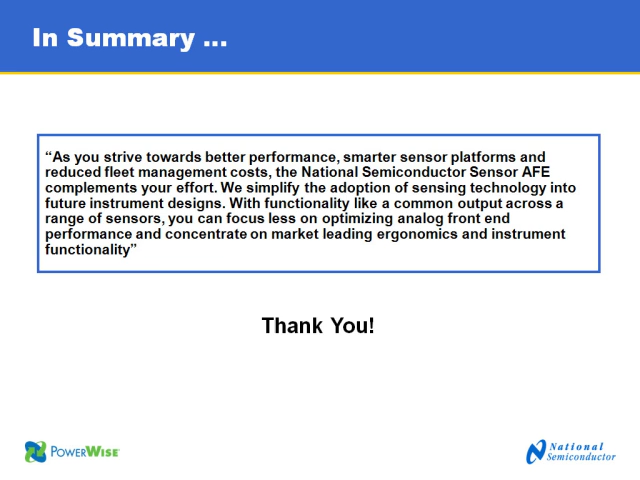 In Summary ...
“As you strive towards better performance, smarter sensor platforms and
reduced fleet management costs, the National Semiconductor Sensor AFE
complements your effort. We simplify the adoption of sensing technology into
future instrument designs. With functionality like a common output across a
range of sensors, you can focus less on optimizing analog front end
performance and concentrate on market leading ergonomics and instrument
functionality”
Thank You!
POWERWISE
National
Semiconductor